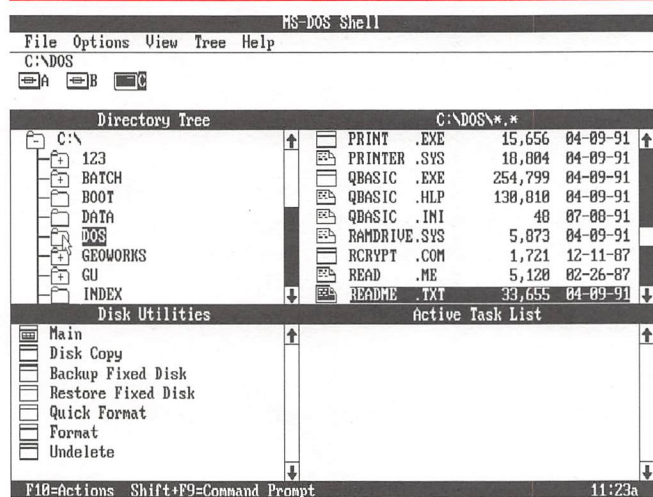 MS-DOS Shell
File Options View Tree Help
C:\DOS
A B C
Directory Tree
C:\
123
BATCH
BOOT
DATA
DOS
GEOWORKS
GU
INDEX
C:\DOS\*.*
PRINT .EXE 15,656 04-09-91
PRINTER .SYS 18,804 04-09-91
QBASIC .EXE 254,799 04-09-91
QBASIC .HLP 130,810 04-09-91
QBASIC .INI 48 07-08-91
RAMDRIVE.SYS 5,873 04-09-91
RCRYPT .COM 1,721 12-11-87
READ .ME 5,120 02-26-87
README .TXT 33,655 04-09-91
Disk Utilities
Main
Disk Copy
Backup Fixed Disk
Restore Fixed Disk
Quick Format
Format
Undelete
Active Task List
F10=Actions Shift+F9=Command Prompt 11:23a